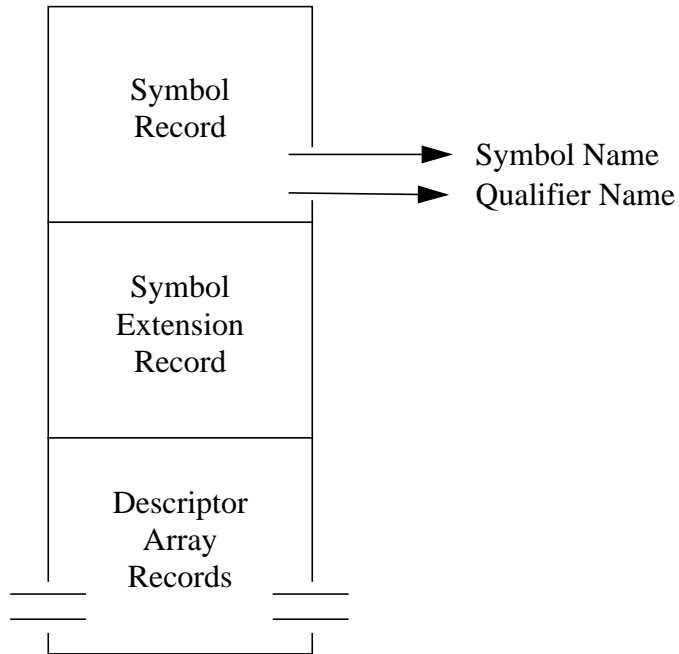 Symbol
Record
Symbol Name
Qualifier Name
Symbol
Extension
Record
Descriptor
Array
Records